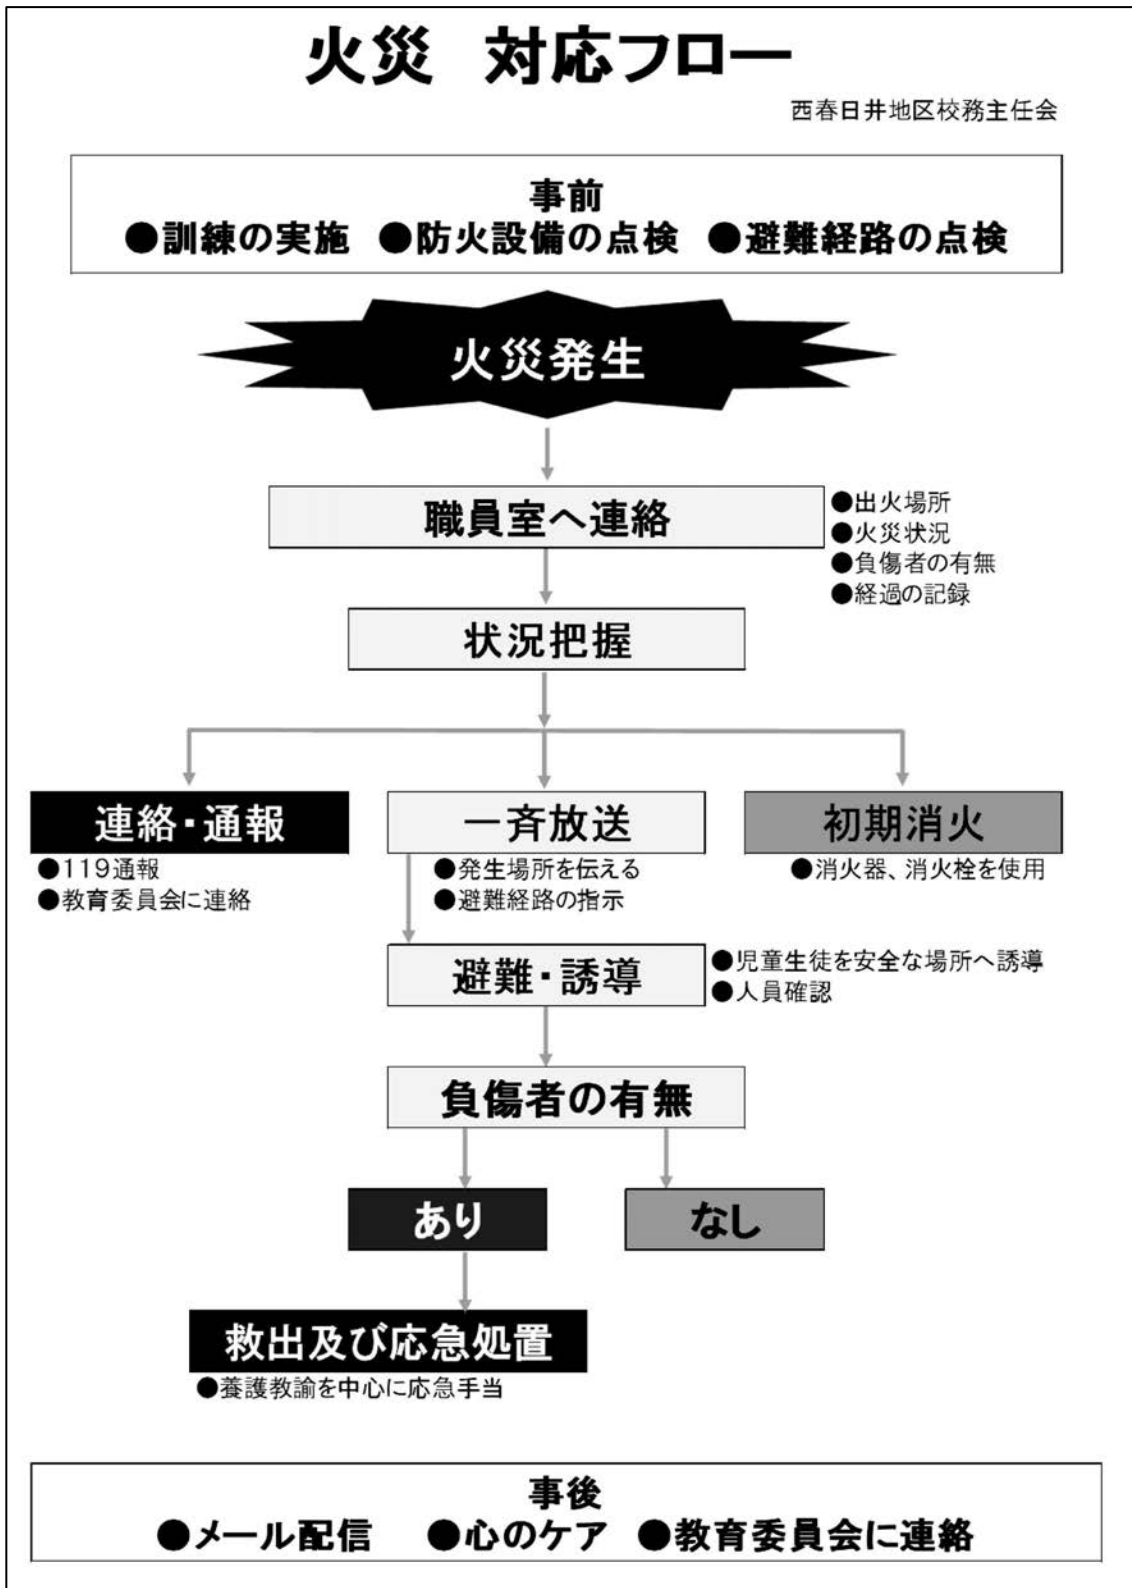 火災 対応フロー
西春日井地区校務主任会
事前
●訓練の実施 ●防火設備の点検 ●避難経路の点検
火災発生
職員室へ連絡
●出火場所
●火災状況
●負傷者の有無
●経過の記録
状況把握
連絡・通報
●119通報
●教育委員会に連絡
一斉放送
●発生場所を伝える
●避難経路の指示
初期消火
●消火器、消火栓を使用
避難・誘導
●児童生徒を安全な場所へ誘導
●人員確認
負傷者の有無
あり
なし
救出及び応急処置
●養護教諭を中心に応急手当
事後
●メール配信 ●心のケア ●教育委員会に連絡